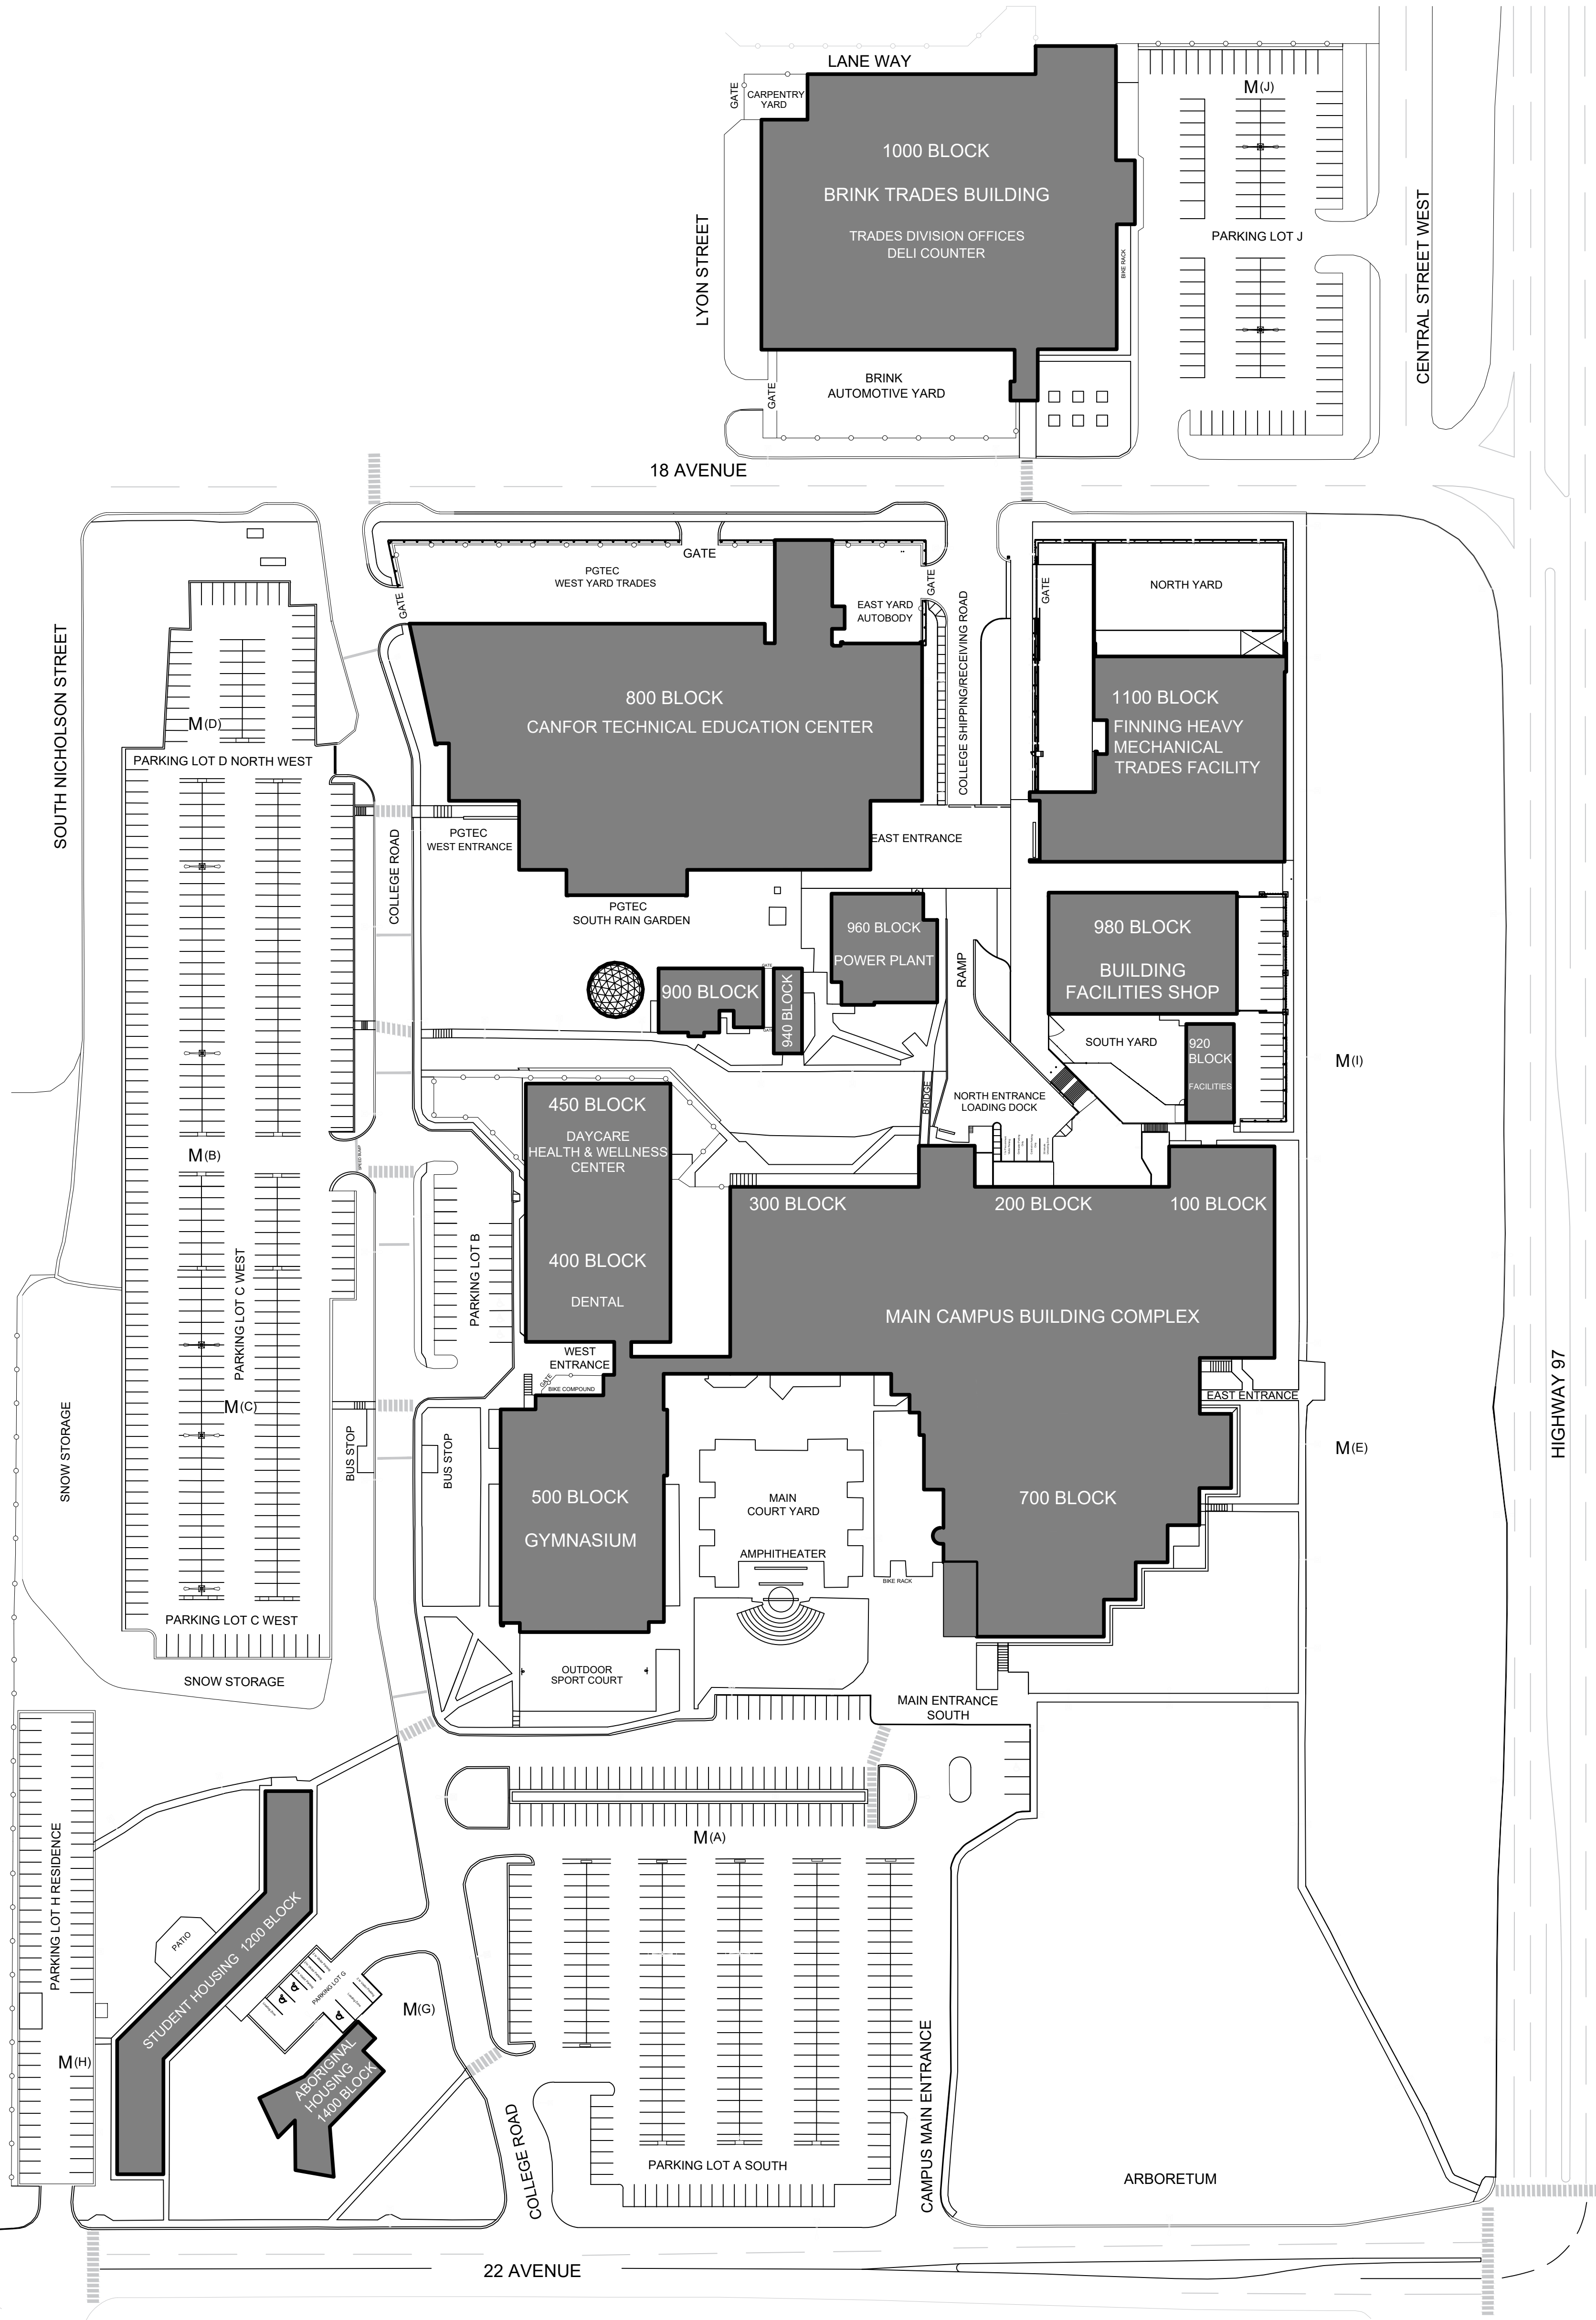 LANE WAY
GATE
CARPENTRY
YARD
M(J)
1000 BLOCK
BRINK TRADES BUILDING
TRADES DIVISION OFFICES
DELI COUNTER
LYON STREET
BIKE RACK
PARKING LOT J
CENTRAL STREET WEST
GATE
BRINK
AUTOMOTIVE YARD
18 AVENUE
GATE
PGTEC
WEST YARD TRADES
GATE
GATE
EAST YARD
AUTOBODY
COLLEGE SHIPPING/RECEIVING ROAD
GATE
NORTH YARD
SOUTH NICHOLSON STREET
M(D)
PARKING LOT D NORTH WEST
800 BLOCK
CANFOR TECHNICAL EDUCATION CENTER
1100 BLOCK
FINNING HEAVY
MECHANICAL
TRADES FACILITY
COLLEGE ROAD
PGTEC
WEST ENTRANCE
EAST ENTRANCE
PGTEC
SOUTH RAIN GARDEN
960 BLOCK
POWER PLANT
RAMP
980 BLOCK
BUILDING
FACILITIES SHOP
GATE
900 BLOCK
940 BLOCK
GATE
SOUTH YARD
920
BLOCK
FACILITIES
M(I)
BRIDGE
NORTH ENTRANCE
LOADING DOCK
450 BLOCK
DAYCARE
HEALTH & WELLNESS
CENTER
M(B)
SPEED BUMP
300 BLOCK
200 BLOCK
100 BLOCK
PARKING LOT C WEST
PARKING LOT B
400 BLOCK
DENTAL
MAIN CAMPUS BUILDING COMPLEX
WEST
ENTRANCE
GATE
BIKE COMPOUND
EAST ENTRANCE
HIGHWAY 97
M(C)
SNOW STORAGE
BUS STOP
BUS STOP
M(E)
500 BLOCK
GYMNASIUM
MAIN
COURT YARD
AMPHITHEATER
BIKE RACK
700 BLOCK
PARKING LOT C WEST
SNOW STORAGE
OUTDOOR
SPORT COURT
MAIN ENTRANCE
SOUTH
M(A)
PARKING LOT H RESIDENCE
PATIO
STUDENT HOUSING 1200 BLOCK
PARKING LOT G
M(G)
M(H)
ABORIGINAL
HOUSING
1400 BLOCK
COLLEGE ROAD
CAMPUS MAIN ENTRANCE
PARKING LOT A SOUTH
ARBORETUM
22 AVENUE